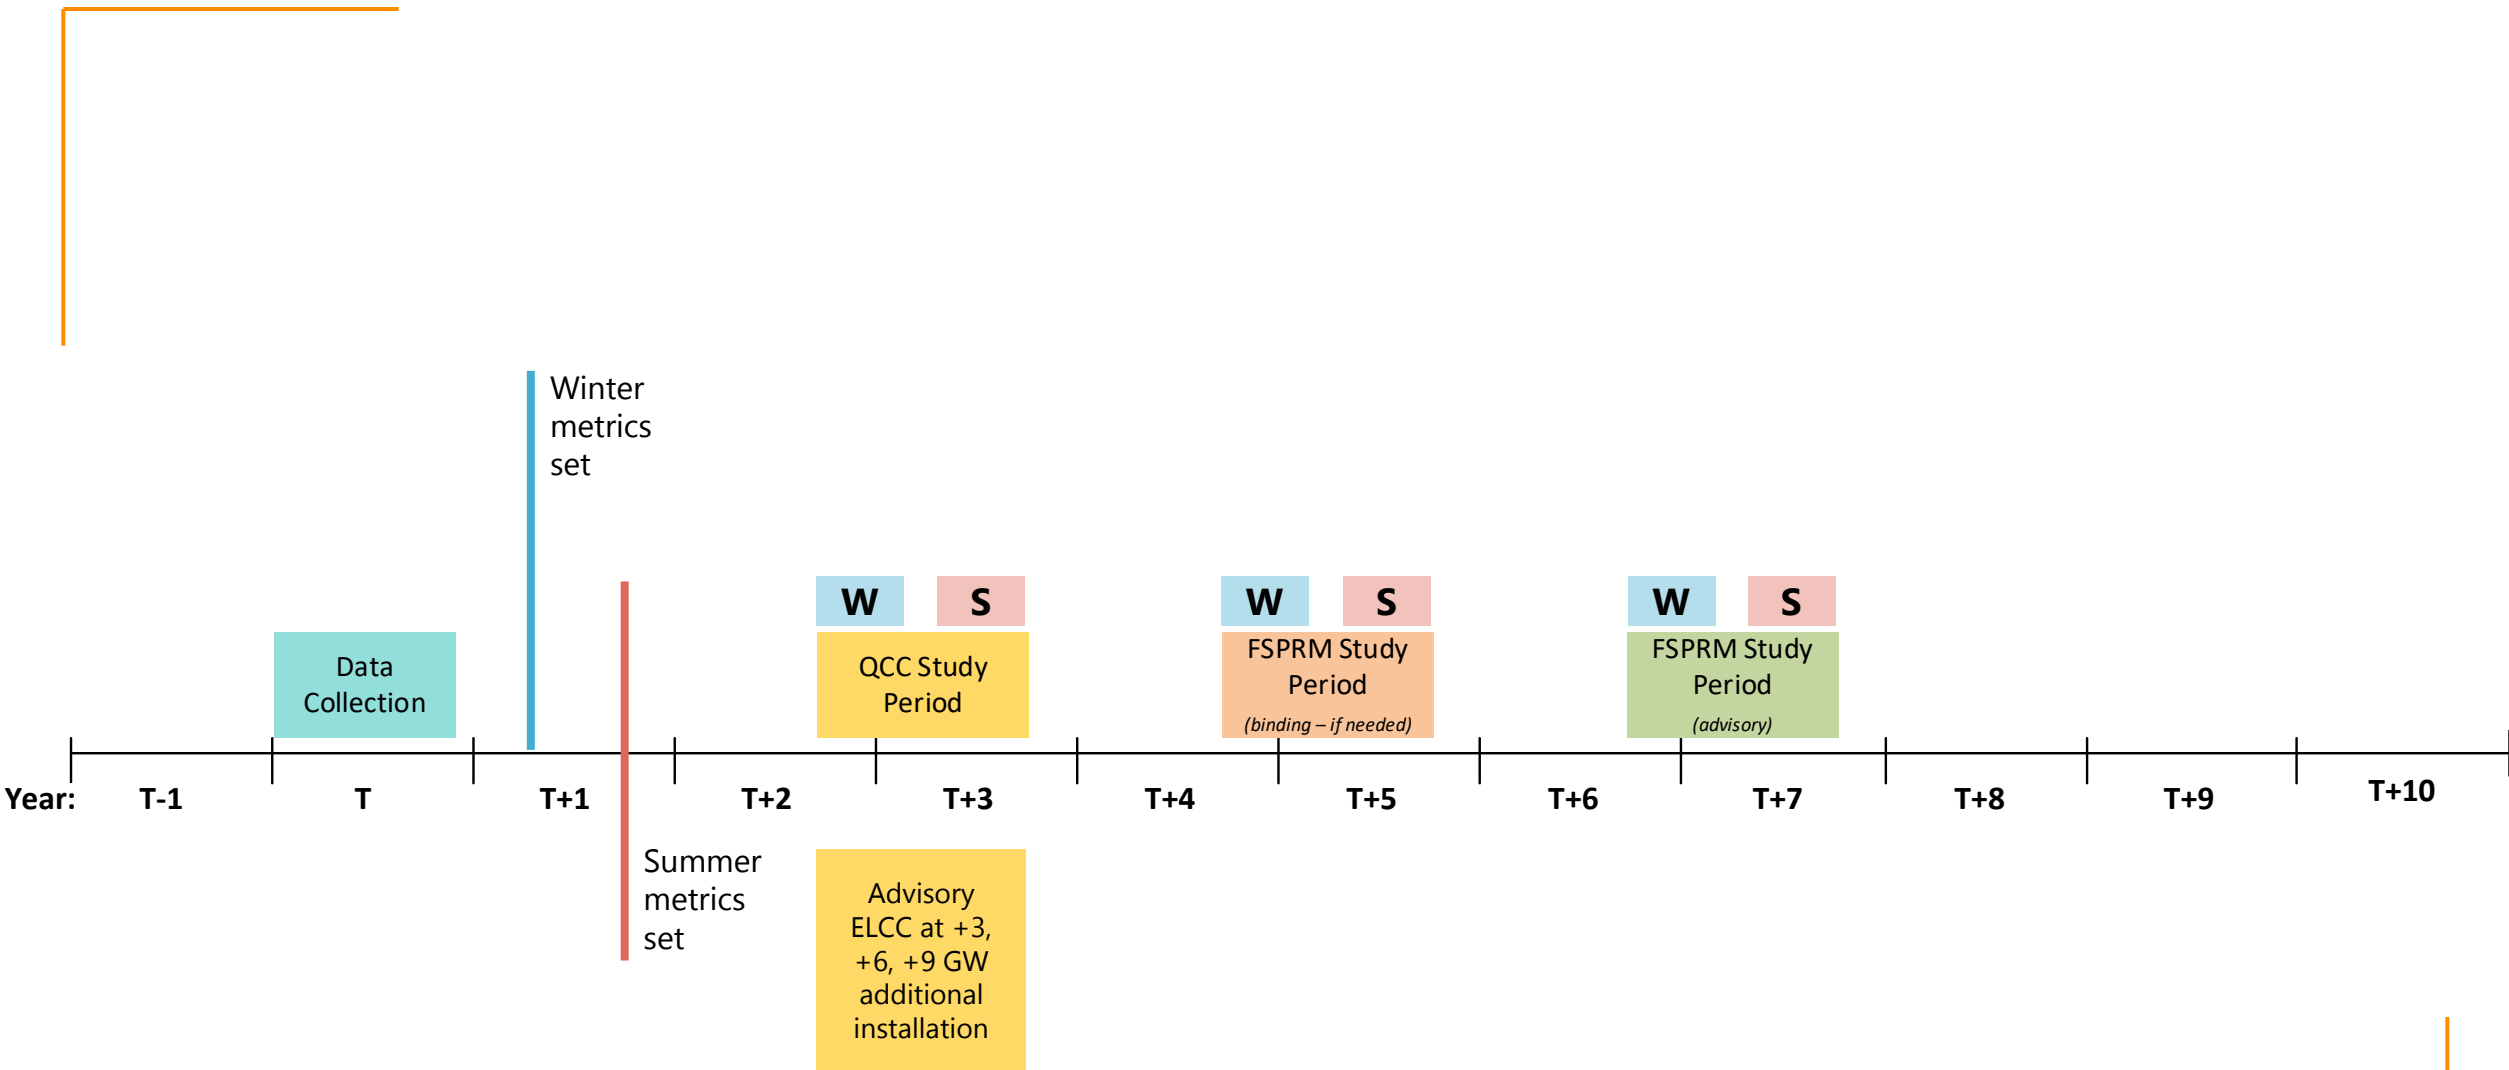 Winter
metrics
set
W
S
W
S
W
S
Data
Collection
QCC Study
Period
FSPRM Study
Period
(binding – if needed)
FSPRM Study
Period
(advisory)
Year:
T-1
T
T+1
T+2
T+3
T+4
T+5
T+6
T+7
T+8
T+9
T+10
Summer
metrics
set
Advisory
ELCC at +3,
+6, +9 GW
additional
installation